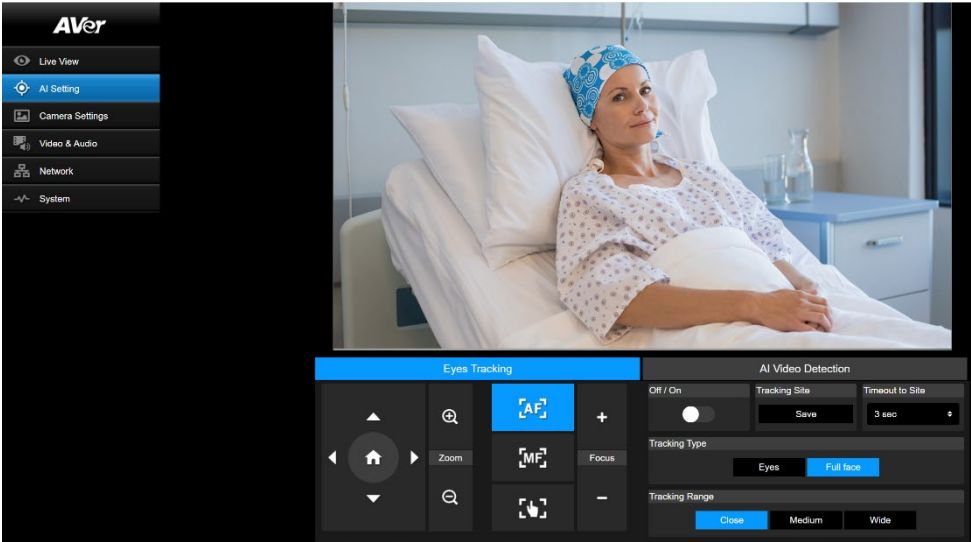 AVer
Live View
AI Setting
Camera Settings
Video & Audio
Network
System
Eyes Tracking
AI Video Detection
Off / On
Tracking Site
Timeout to Site
AF
+
Save
3 sec
Zoom
MF
Focus
Tracking Type
Eyes
Full face
−
Tracking Range
Close
Medium
Wide